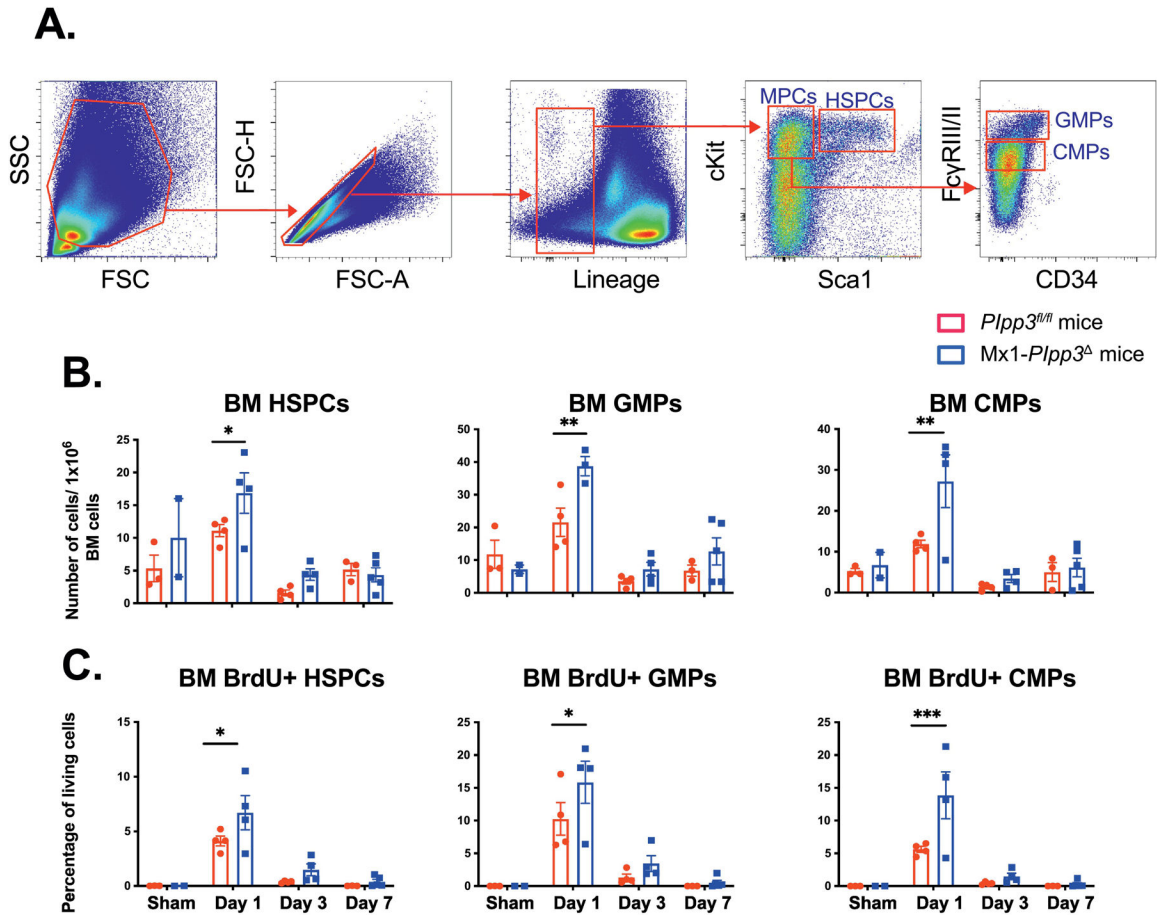 A.
SSC
FSC
FSC-H
FSC-A
Lineage
MPCs HSPCs
cKit
Sca1
FcγRIII/II
GMPs
CMPs
CD34
Plpp3fl/fl mice
Mx1-Plpp3Δ mice
B.
BM HSPCs
BM GMPs
BM CMPs
Number of cells/ 1x10⁶
BM cells
25
20
15
10
5
0
*
50
40
30
20
10
0
**
40
30
20
10
0
**
C.
BM BrdU+ HSPCs
BM BrdU+ GMPs
BM BrdU+ CMPs
Percentage of living cells
15
10
5
0
*
Sham Day 1 Day 3 Day 7
25
20
15
10
5
0
*
Sham Day 1 Day 3 Day 7
25
20
15
10
5
0
***
Sham Day 1 Day 3 Day 7